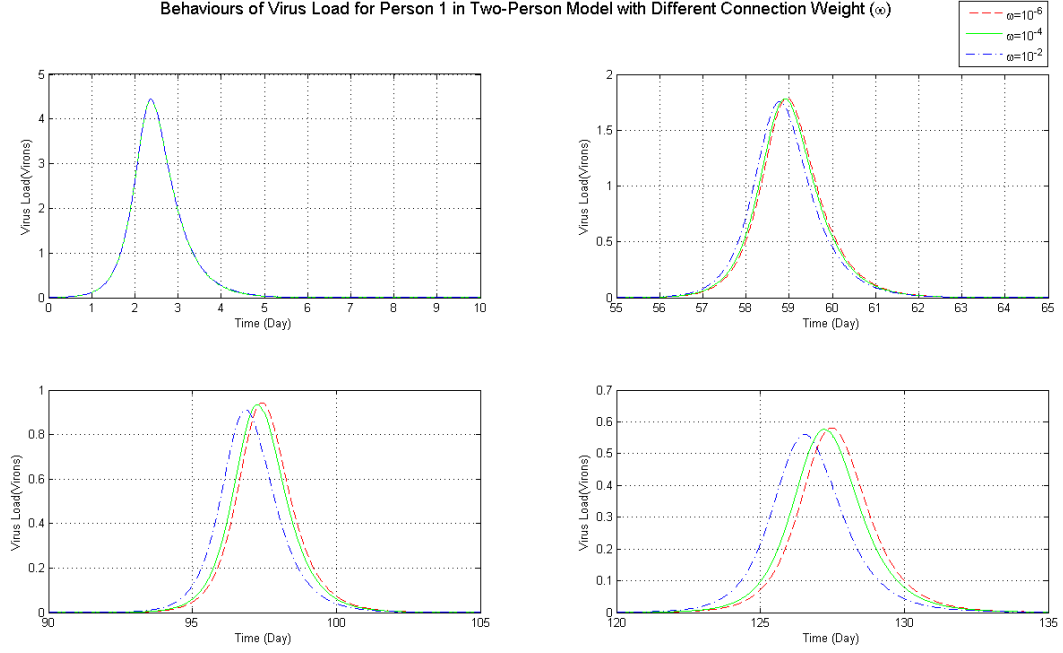 Behaviours of Virus Load for Person 1 in Two-Person Model with Different Connection Weight (ω)
ω=10^-6
ω=10^-4
ω=10^-2
5
4
3
2
1
0
Virus Load(Virons)
0 1 2 3 4 5 6 7 8 9 10
Time (Day)
2
1.5
1
0.5
0
Virus Load(Virons)
55 56 57 58 59 60 61 62 63 64 65
Time (Day)
1
0.8
0.6
0.4
0.2
0
Virus Load(Virons)
90 95 100 105
Time (Day)
0.7
0.6
0.5
0.4
0.3
0.2
0.1
0
Virus Load(Virons)
120 125 130 135
Time (Day)